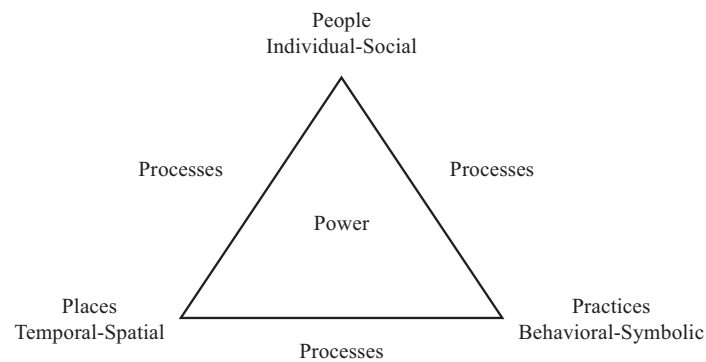 People
Individual-Social
Processes
Processes
Power
Places
Temporal-Spatial
Practices
Behavioral-Symbolic
Processes